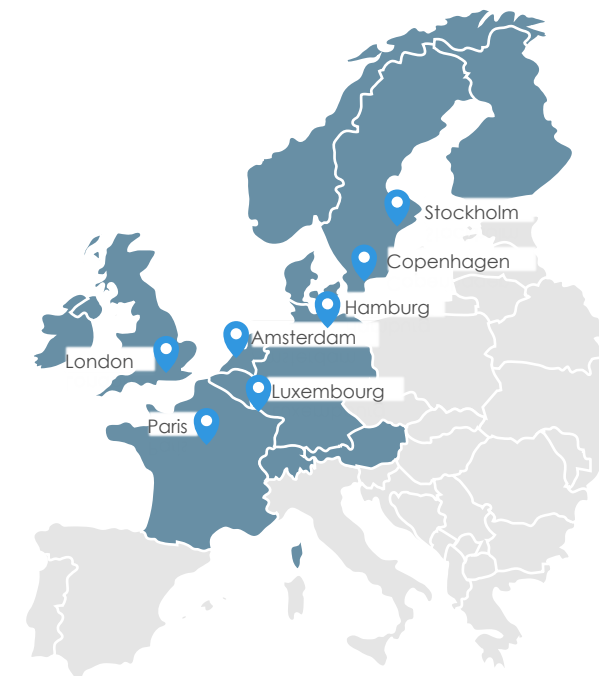 Stockholm
Copenhagen
Hamburg
Amsterdam
London
Luxembourg
Paris